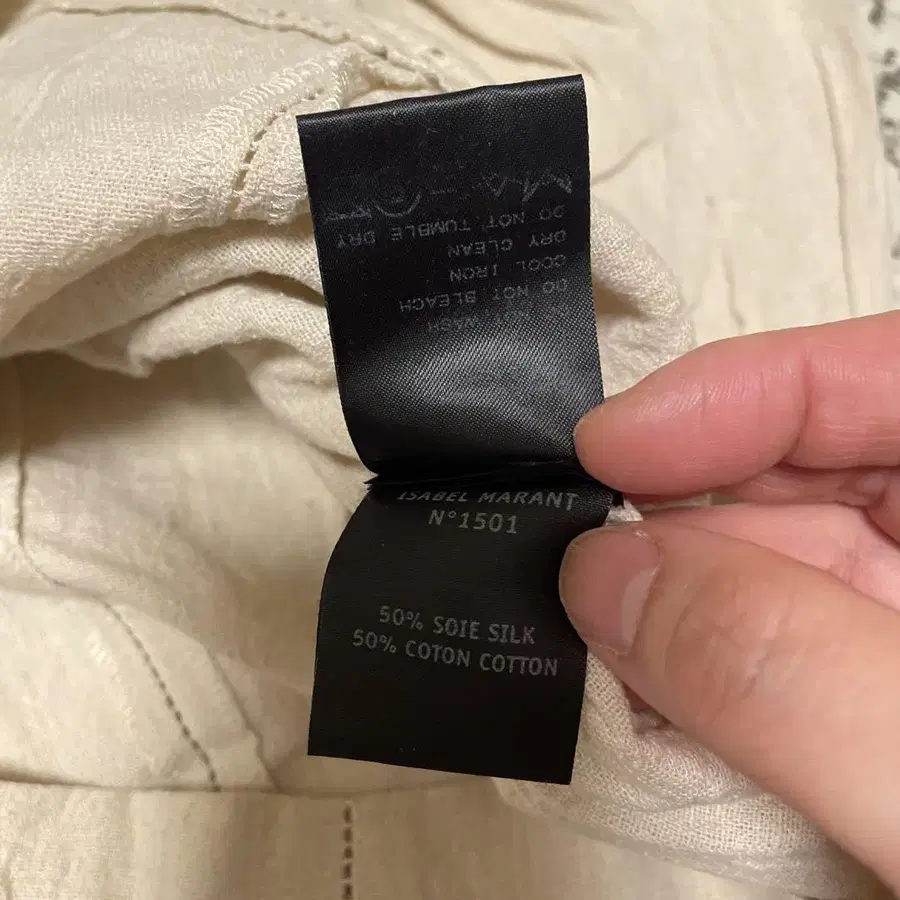 DO NOT TUMBLE DRY
DRY CLEAN
COOL IRON
DO NOT BLEACH
WASH
ISABEL MARANT
N°1501
50% SOIE SILK
50% COTON COTTON